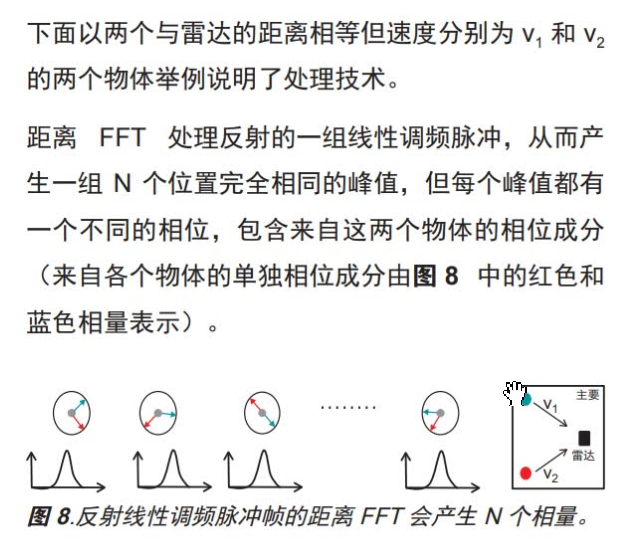 下面以两个与雷达的距离相等但速度分别为 v₁ 和 v₂
的两个物体举例说明了处理技术。
距离 FFT 处理反射的一组线性调频脉冲，从而产
生一组 N 个位置完全相同的峰值，但每个峰值都有
一个不同的相位，包含来自这两个物体的相位成分
（来自各个物体的单独相位成分由图 8 中的红色和
蓝色相量表示）。
........
主要
V₁
雷达
V₂
图 8.反射线性调频脉冲帧的距离 FFT 会产生 N 个相量。